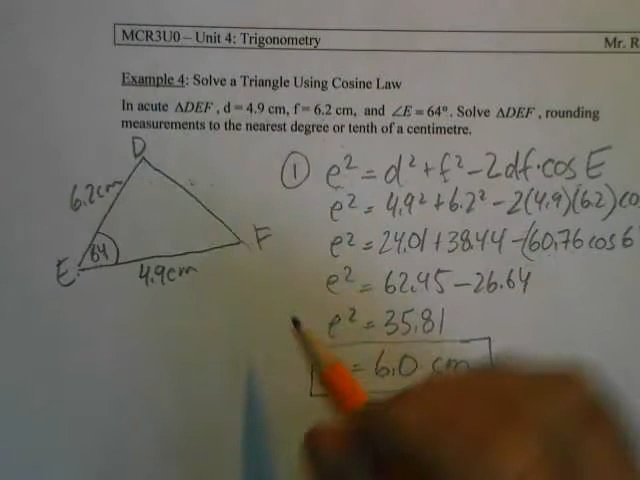 MCR3U0 – Unit 4: Trigonometry
Mr. R
Example 4: Solve a Triangle Using Cosine Law
In acute ΔDEF, d = 4.9 cm, f = 6.2 cm, and ∠E = 64°. Solve ΔDEF, rounding
measurements to the nearest degree or tenth of a centimetre.
D
6.2cm
64
E
F
4.9cm
① e² = d² + f² - 2df·cos E
e² = 4.9² + 6.2² - 2(4.9)(6.2)co
e² = 24.01 + 38.44 - (60.76 cos 6
e² = 62.45 - 26.64
e² = 35.81
= 6.0 cm